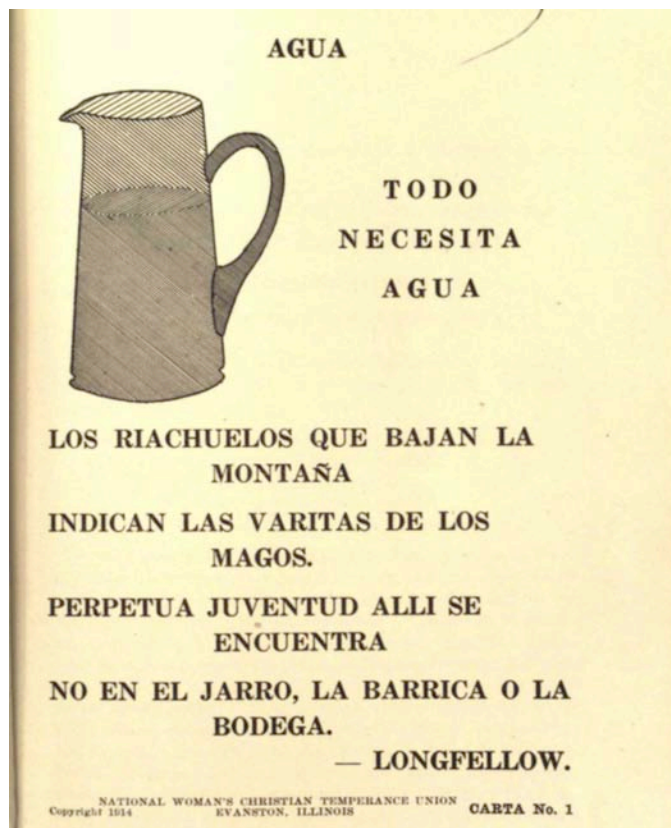 AGUA
TODO
NECESITA
AGUA
LOS RIACHUELOS QUE BAJAN LA
MONTAÑA
INDICAN LAS VARITAS DE LOS
MAGOS.
PERPETUA JUVENTUD ALLI SE
ENCUENTRA
NO EN EL JARRO, LA BARRICA O LA
BODEGA.
— LONGFELLOW.
NATIONAL WOMAN'S CHRISTIAN TEMPERANCE UNION
Copyright 1914 EVANSTON, ILLINOIS CARTA No. 1